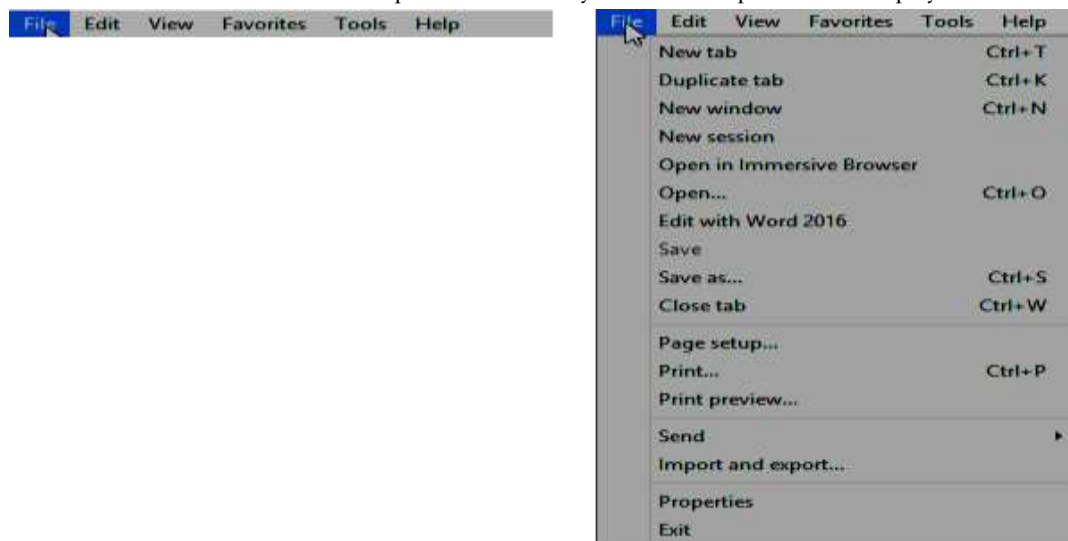 File Edit View Favorites Tools Help
File Edit View Favorites Tools Help
New tab Ctrl+T
Duplicate tab Ctrl+K
New window Ctrl+N
New session
Open in Immersive Browser
Open... Ctrl+O
Edit with Word 2016
Save
Save as... Ctrl+S
Close tab Ctrl+W
Page setup...
Print... Ctrl+P
Print preview...
Send
Import and export...
Properties
Exit